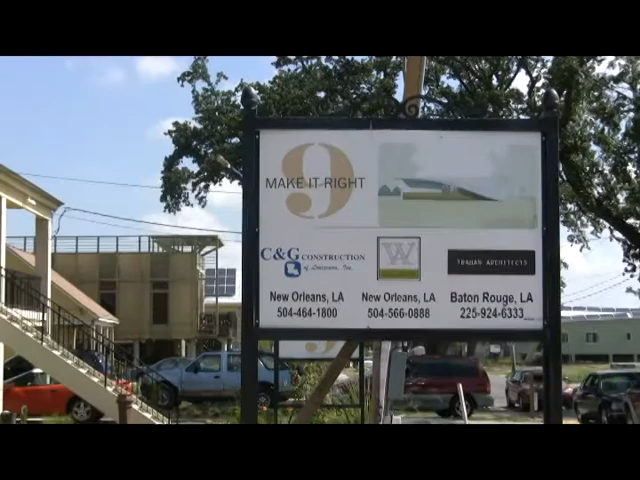 9
MAKE IT RIGHT
C&G CONSTRUCTION
of Louisiana, Inc.
W
TRAHAN ARCHITECTS
New Orleans, LA
504-464-1800
New Orleans, LA
504-566-0888
Baton Rouge, LA
225-924-6333
9